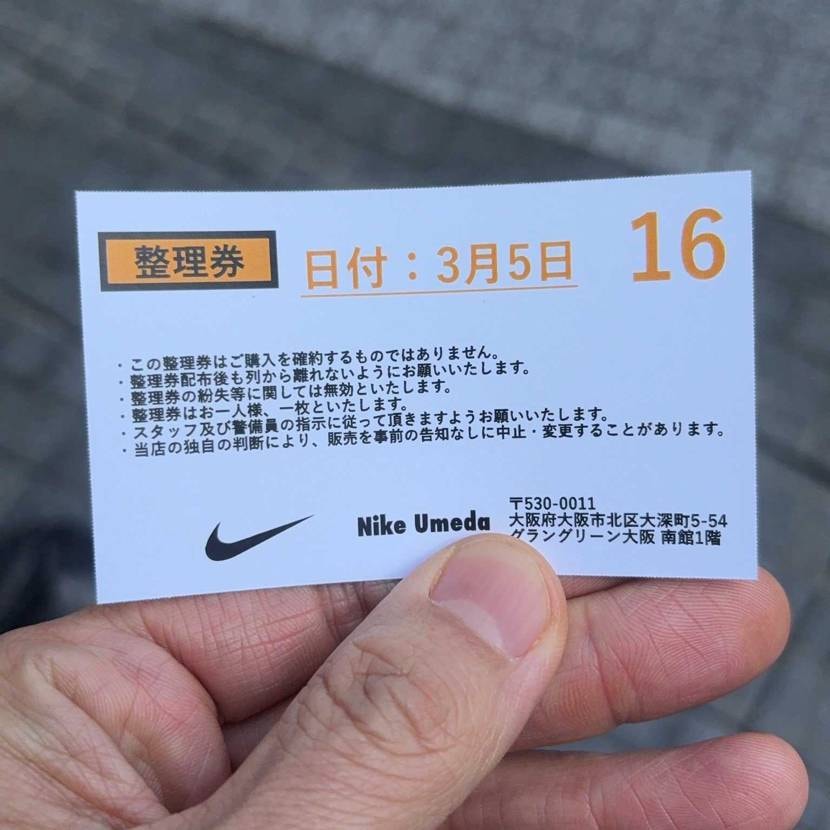 整理券
日付：3月5日
16
・この整理券はご購入を確約するものではありません。
・整理券配布後も列から離れないようにお願いいたします。
・整理券の紛失等に関しては無効といたします。
・整理券はお一人様、一枚といたします。
・スタッフ及び警備員の指示に従って頂きますようお願いいたします。
・当店の独自の判断により、販売を事前の告知なしに中止・変更することがあります。
Nike Umeda
〒530-0011
大阪府大阪市北区大深町5-54
グラングリーン大阪 南館1階